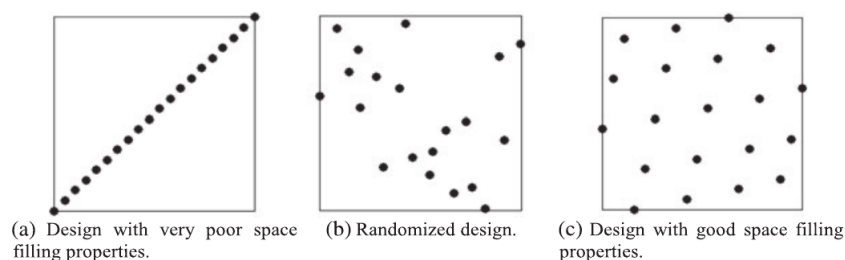 (a) Design with very poor space
filling properties.
(b) Randomized design.
(c) Design with good space filling
properties.